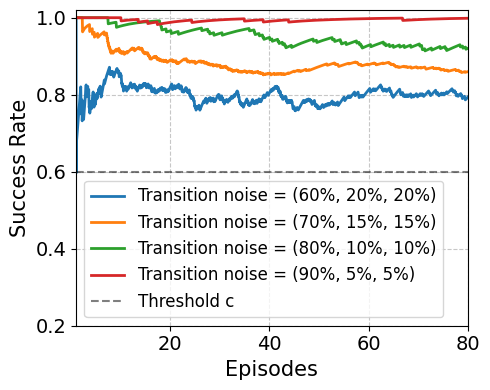 1.0
0.8
0.6
0.4
0.2
Success Rate
Transition noise = (60%, 20%, 20%)
Transition noise = (70%, 15%, 15%)
Transition noise = (80%, 10%, 10%)
Transition noise = (90%, 5%, 5%)
Threshold c
20
40
60
80
Episodes